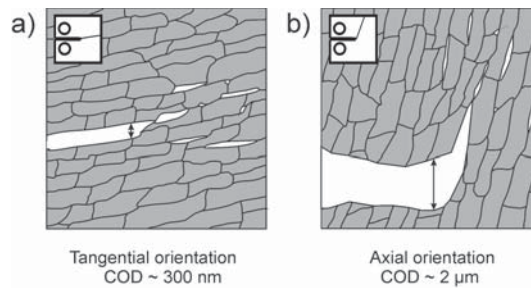 a)
b)
Tangential orientation
COD ~ 300 nm
Axial orientation
COD ~ 2 µm